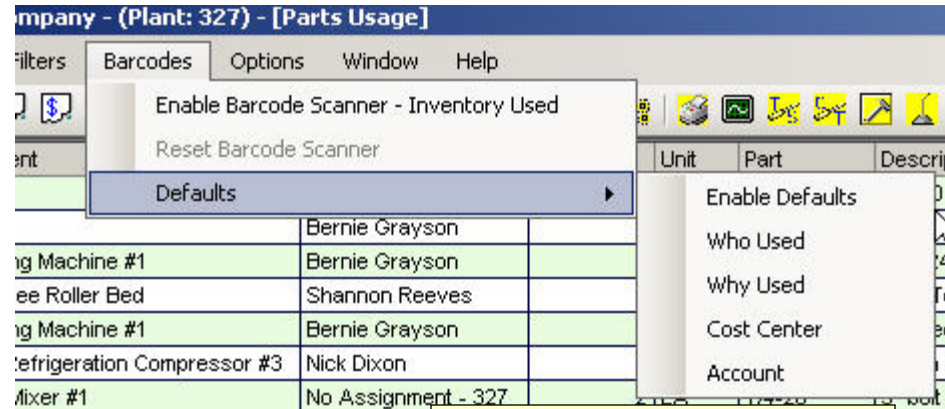 ompany - (Plant: 327) - [Parts Usage]
Filters Barcodes Options Window Help
Enable Barcode Scanner - Inventory Used
Reset Barcode Scanner
ent Unit Part Descri
Defaults
Enable Defaults
Bernie Grayson
Who Used
ng Machine #1 Bernie Grayson
ee Roller Bed Shannon Reeves
Why Used
ng Machine #1 Bernie Grayson
Cost Center
Refrigeration Compressor #3 Nick Dixon
Account
Mixer #1 No Assignment - 327